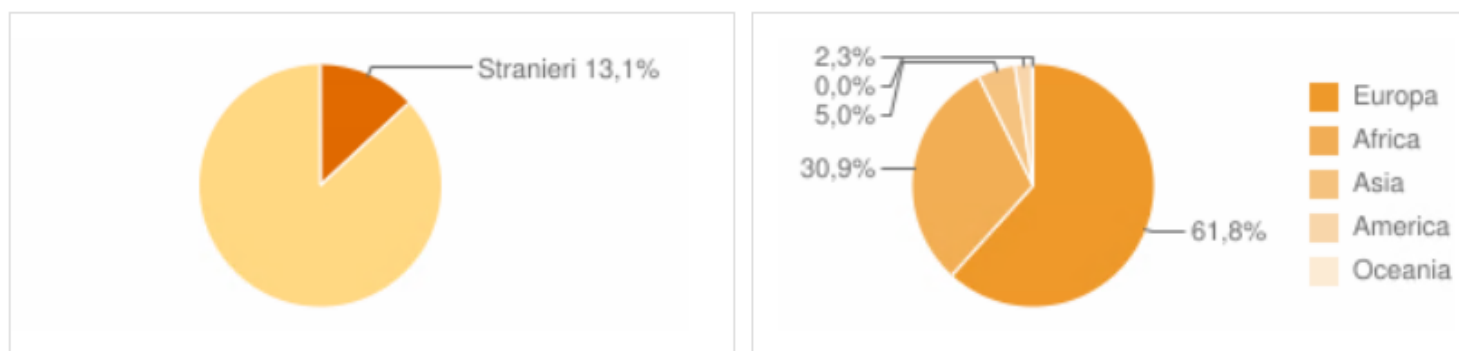 Stranieri 13,1%
2,3%
0,0%
5,0%
30,9%
61,8%
Europa
Africa
Asia
America
Oceania